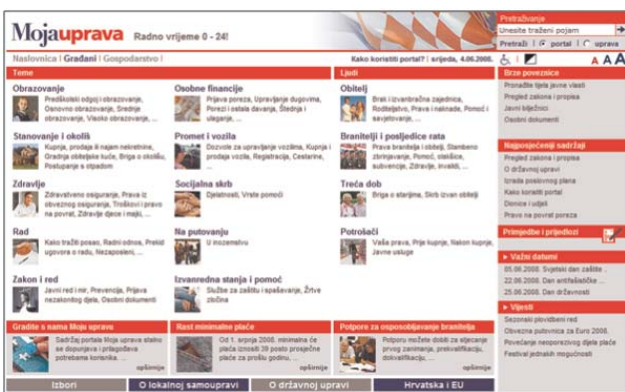 Mojauprava Radno vrijeme 0 - 24!
Pretraživanje
Unesite traženi pojam
Pretraži | portal | uprava
Naslovnica | Građani | Gospodarstvo |
Kako koristiti portal? | srijeda, 4.06.2008.
A A A
Teme
Obrazovanje
Predškolski odgoj i obrazovanje,
Osnovno obrazovanje, Srednje
obrazovanje, Visoko obrazovanje, ...
Osobne financije
Prijava poreza, Upravljanje dugovima,
Porezi i ostala davanja, Štednja i
ulaganje, ...
Stanovanje i okoliš
Kupnja, prodaja ili najam nekretnine,
Gradnja obiteljske kuće, Briga o okolišu,
Postupanje s otpadom
Promet i vozila
Dozvole za upravljanje vozilima, Kupnja i
prodaja vozila, Registracija, Cestarine,
...
Zdravlje
Zdravstveno osiguranje, Prava iz
obveznog osiguranja, Troškovi i pravo
na povrat, Zdravlje djece i majki, ...
Socijalna skrb
Djelatnosti, Vrste pomoći
Rad
Kako tražiti posao, Radni odnos, Prekid
ugovora o radu, Nezaposleni, ...
Na putovanju
U inozemstvu
Zakon i red
Javni red i mir, Prevencija, Prijava
nezakonitog djela, Osobni dokumenti
Izvanredna stanja i pomoć
Službe za zaštitu i spašavanje, Žrtve
zločina
Ljudi
Obitelj
Brak i izvanbračna zajednica,
Roditeljstvo, Prava i naknade, Pomoć i
savjetovanje, ...
Branitelji i posljedice rata
Prava branitelja i obitelji, Stambeno
zbrinjavanje, Pomoć, olakšice,
subvencije, Zdravlje, invalidi, ...
Treća dob
Briga o starijima, Skrb izvan obitelji
Potrošači
Vaša prava, Prije kupnje, Nakon kupnje,
Javne usluge
Brze poveznice
Pronađite tijela javne vlasti
Pregled zakona i propisa
Javni bilježnici
Osobni dokumenti
Najposjećeniji sadržaji
Pregled zakona i propisa
O državnoj upravi
Izrada poslovnog plana
Kako koristiti portal
Dionice i udjeli
Pravo na povrat poreza
Primjedbe i prijedlozi
Važni datumi
05.06.2008. Svjetski dan zaštite ...
22.06.2008. Dan antifašističke ...
25.06.2008. Dan državnosti
Vijesti
Sezonski plovidbeni red
Obvezna putovnica za Euro 2008.
Povećanje neoporezivog dijela plaće
Festival jednakih mogućnosti
Gradite s nama Moju upravu
Sadržaj portala Moja uprava stalno
se dopunjava i prilagođava
potrebama korisnika. ...
opširnije
Rast minimalne plaće
Od 1. srpnja 2008. minimalna će
plaća iznositi 39 posto prosječne
plaće za prošlu godinu, ...
opširnije
Potpore za osposobljavanje branitelja
Potporu možete dobiti za stjecanje
prvog zanimanja, prekvalifikaciju,
dokvalifikaciju, ...
opširnije
Izbori
O lokalnoj samoupravi
O državnoj upravi
Hrvatska i EU